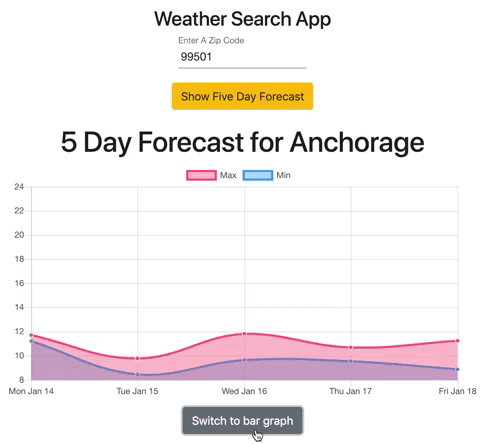 Weather Search App
Enter A Zip Code
99501
Show Five Day Forecast
5 Day Forecast for Anchorage
Max Min
24
22
20
18
16
14
12
10
8
Mon Jan 14 Tue Jan 15 Wed Jan 16 Thu Jan 17 Fri Jan 18
Switch to bar graph